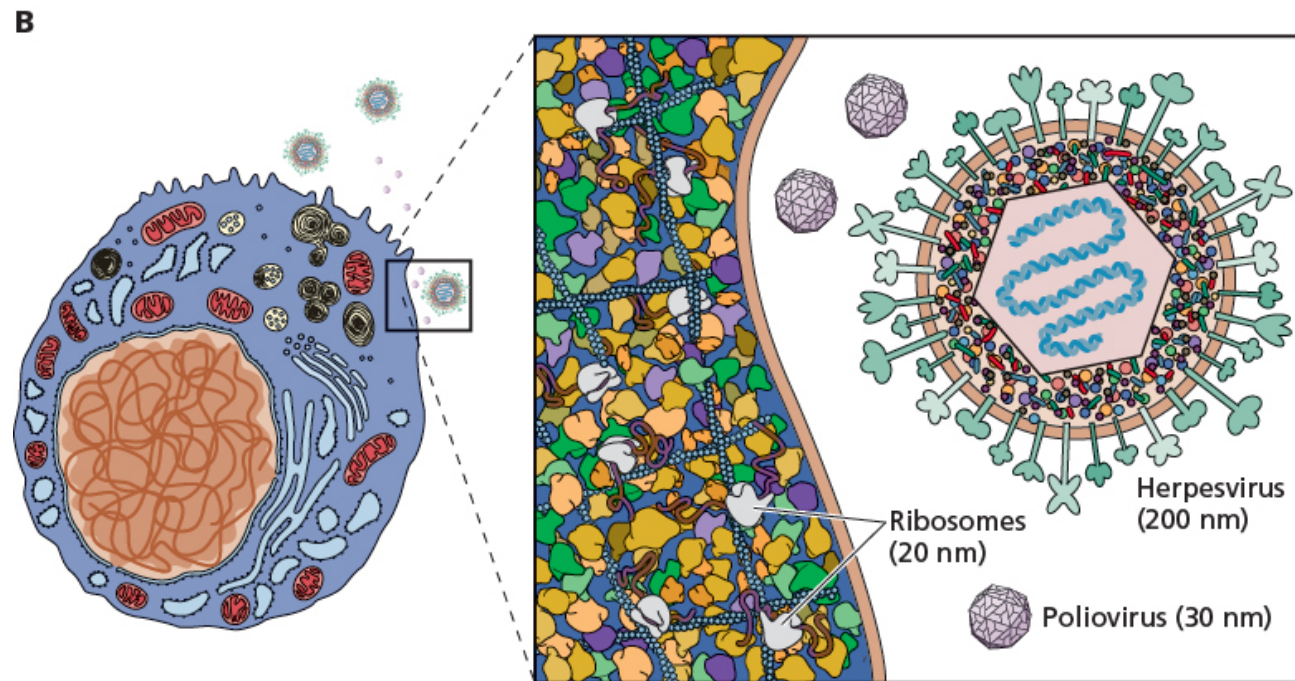 B
Herpesvirus
(200 nm)
Ribosomes
(20 nm)
Poliovirus (30 nm)